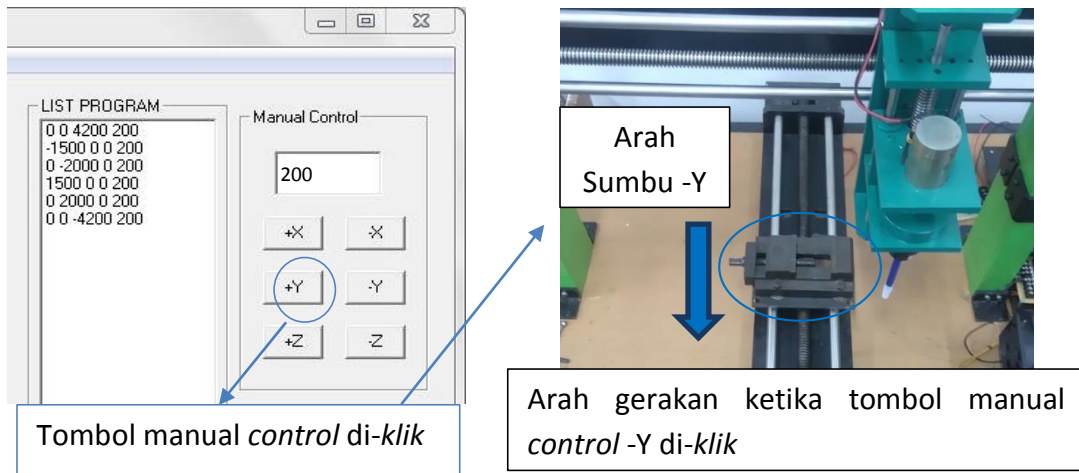 LIST PROGRAM
0 0 4200 200
-1500 0 0 200
0 -2000 0 200
1500 0 0 200
0 2000 0 200
0 0 -4200 200
Manual Control
200
+X -X
+Y -Y
+Z -Z
Tombol manual control di-klik
Arah
Sumbu -Y
Arah gerakan ketika tombol manual
control -Y di-klik